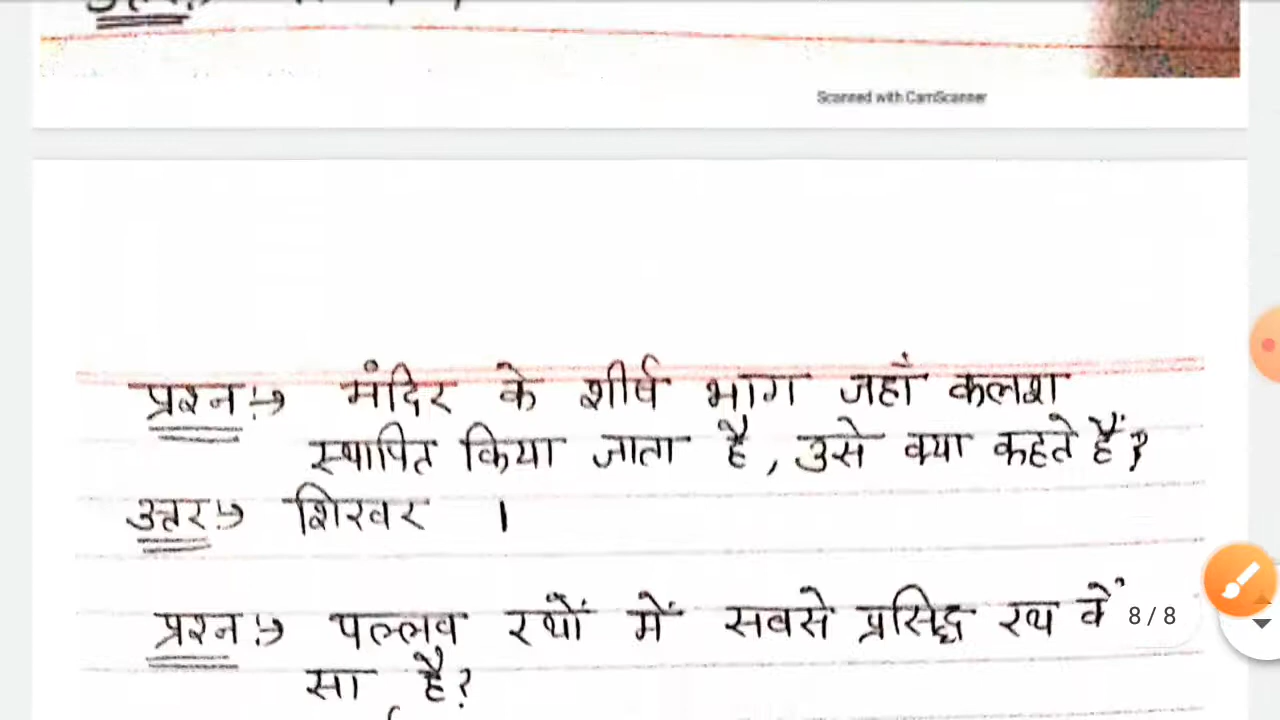 Scanned with CamScanner
प्रश्न:→ मंदिर के शीर्ष भाग जहाँ कलश
स्थापित किया जाता है, उसे क्या कहते हैं?
उत्तर:→ शिखर ।
प्रश्न:→ पल्लव रथों में सबसे प्रसिद्ध रथ कों
8/8
सा है?